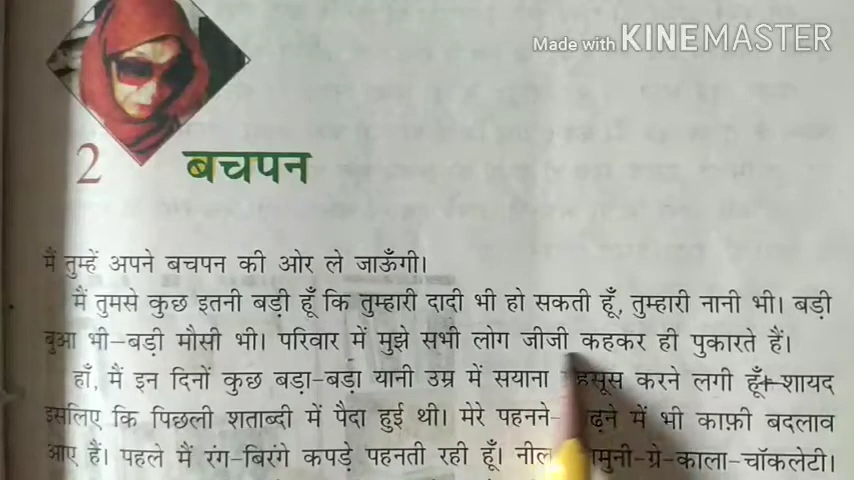 Made with KINEMASTER
2 बचपन
मैं तुम्हें अपने बचपन की ओर ले जाऊँगी।
मैं तुमसे कुछ इतनी बड़ी हूँ कि तुम्हारी दादी भी हो सकती हूँ, तुम्हारी नानी भी। बड़ी
बुआ भी-बड़ी मौसी भी। परिवार में मुझे सभी लोग जीजी कहकर ही पुकारते हैं।
हाँ, मैं इन दिनों कुछ बड़ा-बड़ा यानी उम्र में सयाना करने लगी हूँ। शायद
इसलिए कि पिछली शताब्दी में पैदा हुई थी। मेरे पहनने- में भी काफ़ी बदलाव
आए हैं। पहले मैं रंग-बिरंगे कपड़े पहनती रही हूँ। नील -ग्रे-काला-चॉकलेटी।